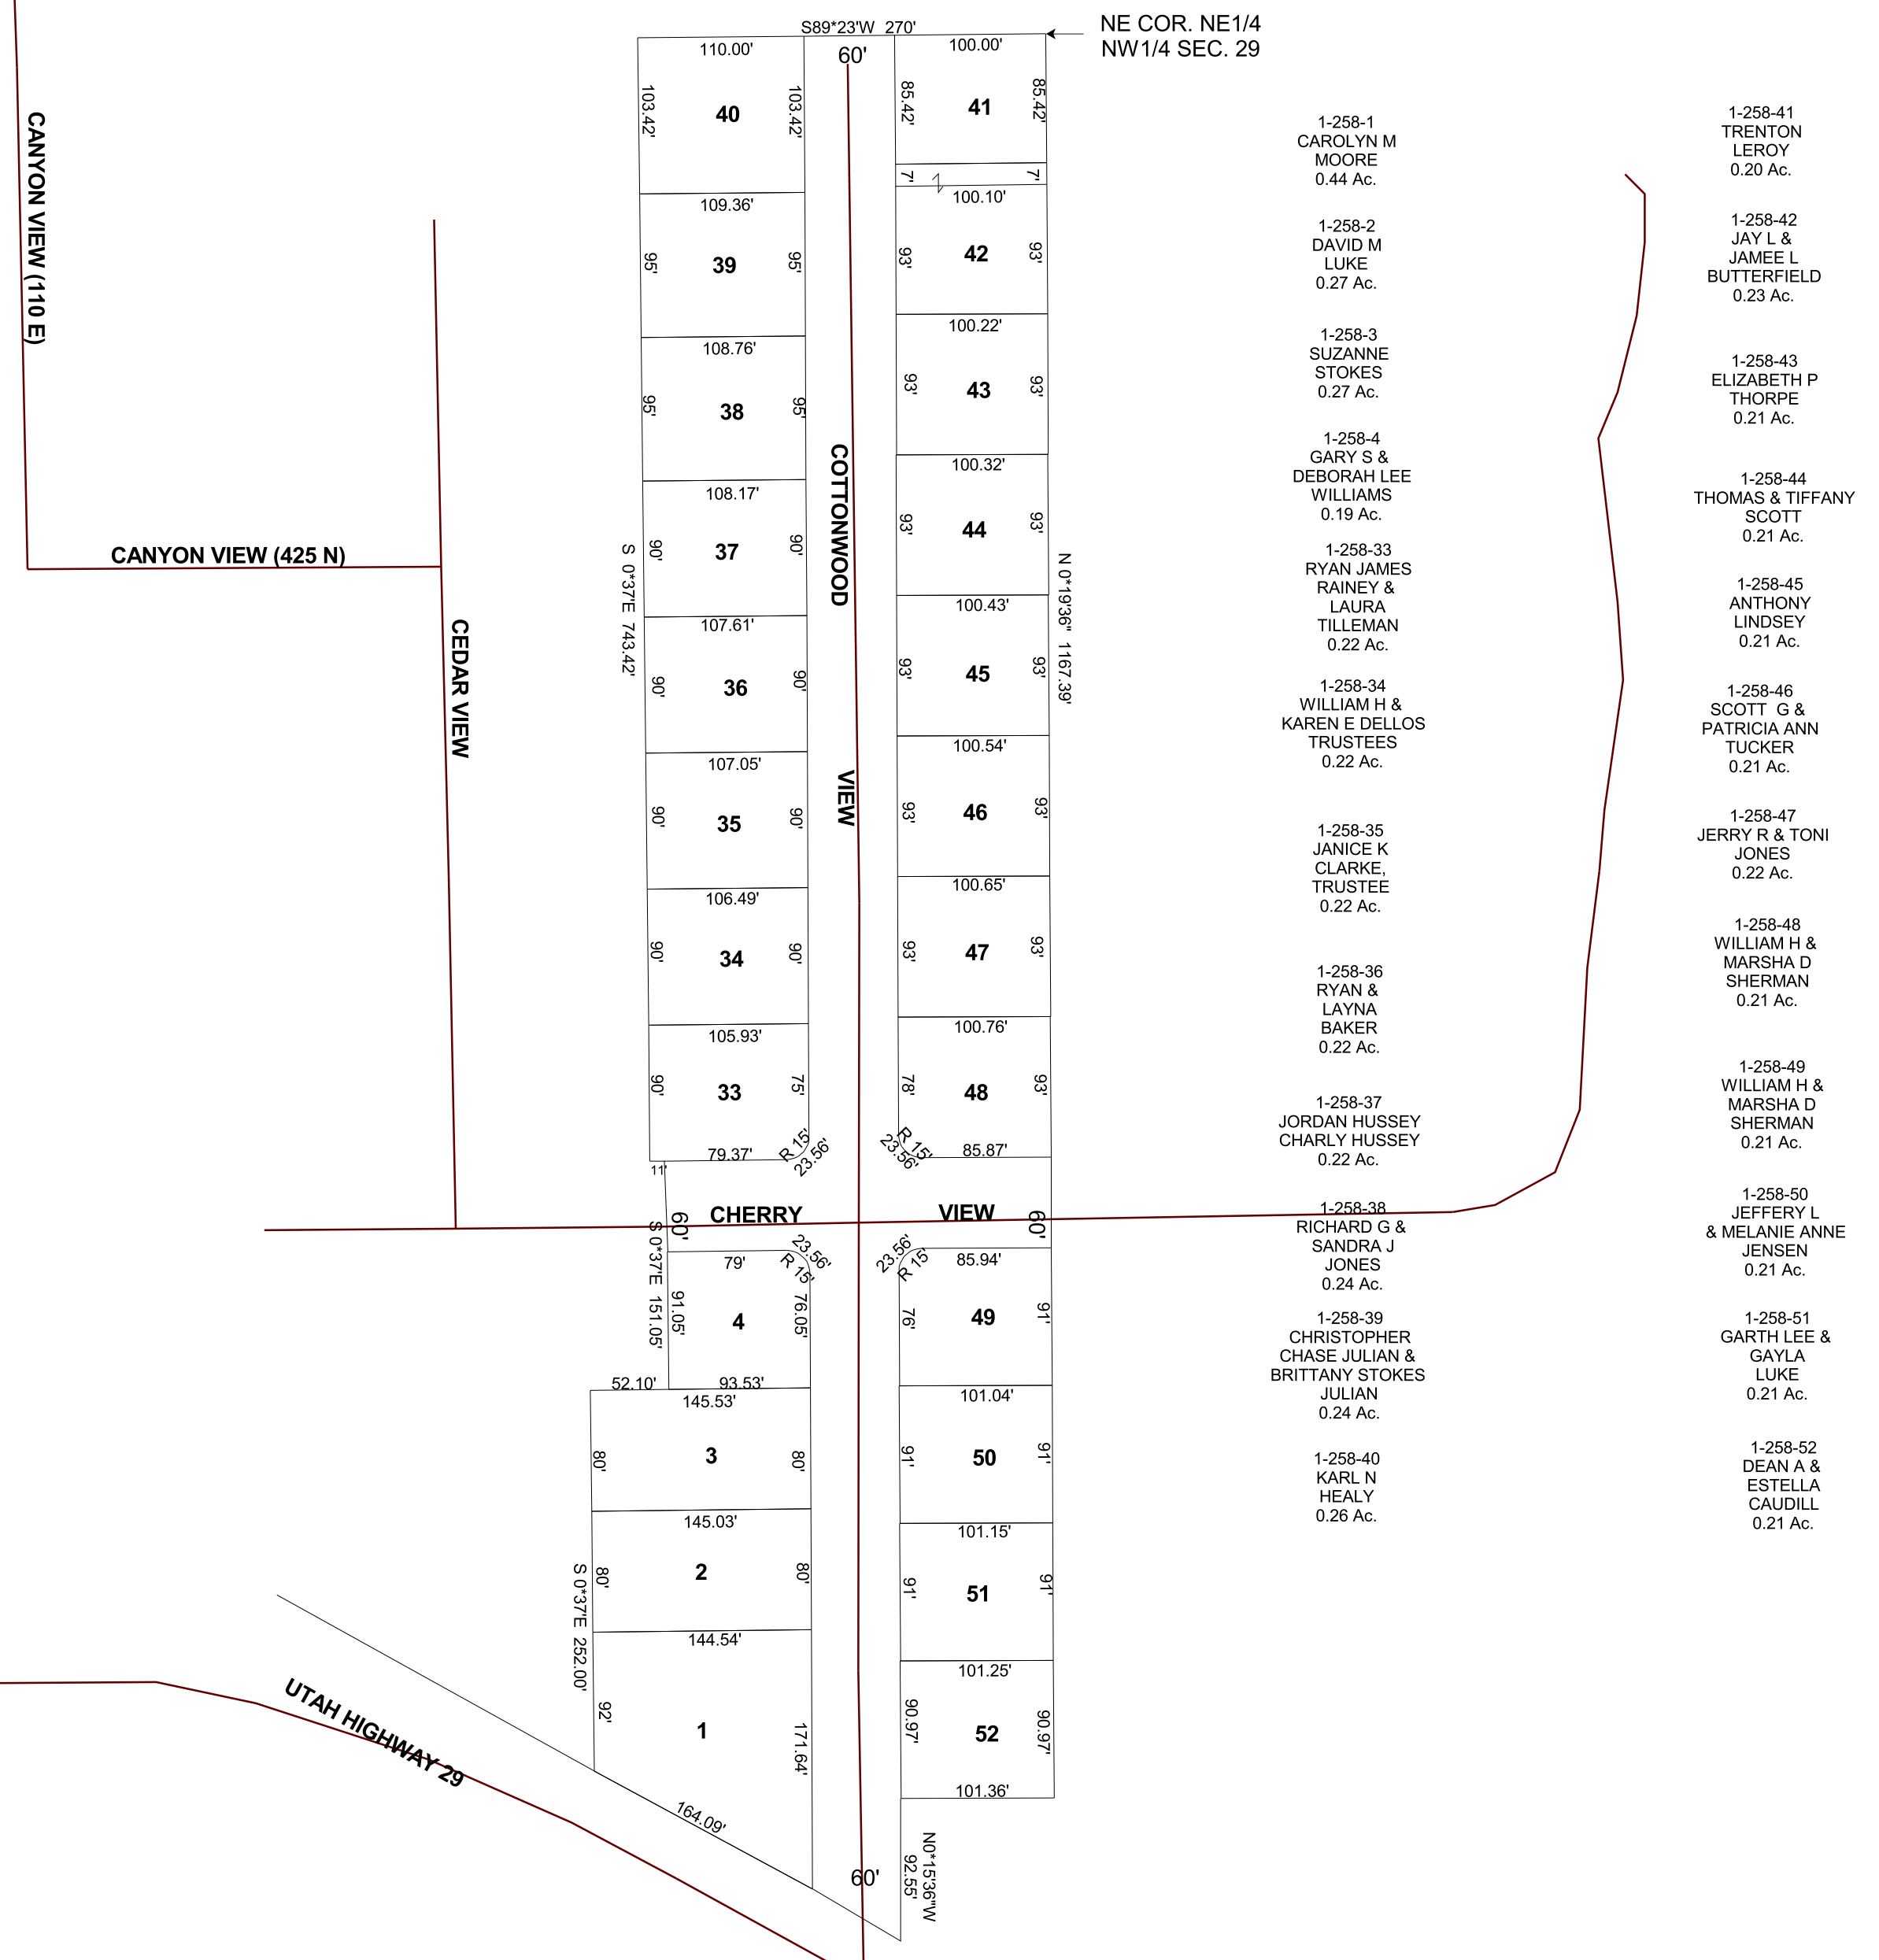 S89*23'W  270'
NE COR. NE1/4
NW1/4 SEC. 29
60'
110.00'
103.42'
40
103.42'
109.36'
95'
39
95'
108.76'
95'
38
95'
108.17'
90'
37
90'
107.61'
90'
36
90'
107.05'
90'
35
90'
106.49'
90'
34
90'
105.93'
90'
33
75'
R 15'
23.56'
79.37'
11'
S  0*37'E  743.42'
100.00'
85.42'
41
85.42'
7'
7'
100.10'
93'
42
93'
100.22'
93'
43
93'
100.32'
93'
44
93'
100.43'
93'
45
93'
100.54'
93'
46
93'
100.65'
93'
47
93'
100.76'
78'
48
93'
R 15'
23.56'
85.87'
N 0*19'36"  1167.39'
CANYON VIEW (110 E)
CANYON VIEW (425 N)
CEDAR VIEW
COTTONWOOD
VIEW
CHERRY
VIEW
60'
60'
S 0*37'E  151.05'
79'
23.56'
R 15'
91.05'
4
76.05'
52.10'
93.53'
145.53'
80'
3
80'
145.03'
80'
2
80'
144.54'
92'
1
171.64'
164.09'
S 0*37'E  252.00'
23.56'
R 15'
85.94'
76'
49
91'
101.04'
91'
50
91'
101.15'
91'
51
91'
101.25'
90.97'
52
90.97'
101.36'
N0*15'36"W
92.55'
60'
UTAH HIGHWAY 29
1-258-1
CAROLYN M
MOORE
0.44 Ac.
1-258-2
DAVID M
LUKE
0.27 Ac.
1-258-3
SUZANNE
STOKES
0.27 Ac.
1-258-4
GARY S &
DEBORAH LEE
WILLIAMS
0.19 Ac.
1-258-33
RYAN JAMES
RAINEY &
LAURA
TILLEMAN
0.22 Ac.
1-258-34
WILLIAM H &
KAREN E DELLOS
TRUSTEES
0.22 Ac.
1-258-35
JANICE K
CLARKE,
TRUSTEE
0.22 Ac.
1-258-36
RYAN &
LAYNA
BAKER
0.22 Ac.
1-258-37
JORDAN HUSSEY
CHARLY HUSSEY
0.22 Ac.
1-258-38
RICHARD G &
SANDRA J
JONES
0.24 Ac.
1-258-39
CHRISTOPHER
CHASE JULIAN &
BRITTANY STOKES
JULIAN
0.24 Ac.
1-258-40
KARL N
HEALY
0.26 Ac.
1-258-41
TRENTON
LEROY
0.20 Ac.
1-258-42
JAY L &
JAMEE L
BUTTERFIELD
0.23 Ac.
1-258-43
ELIZABETH P
THORPE
0.21 Ac.
1-258-44
THOMAS & TIFFANY
SCOTT
0.21 Ac.
1-258-45
ANTHONY
LINDSEY
0.21 Ac.
1-258-46
SCOTT  G &
PATRICIA ANN
TUCKER
0.21 Ac.
1-258-47
JERRY R & TONI
JONES
0.22 Ac.
1-258-48
WILLIAM H &
MARSHA D
SHERMAN
0.21 Ac.
1-258-49
WILLIAM H &
MARSHA D
SHERMAN
0.21 Ac.
1-258-50
JEFFERY L
& MELANIE ANNE
JENSEN
0.21 Ac.
1-258-51
GARTH LEE &
GAYLA
LUKE
0.21 Ac.
1-258-52
DEAN A &
ESTELLA
CAUDILL
0.21 Ac.